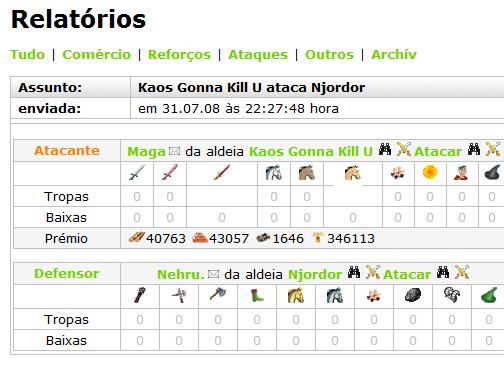 Relatórios
Tudo | Comércio | Reforços | Ataques | Outros | Archív
Assunto: Kaos Gonna Kill U ataca Njordor
enviada: em 31.07.08 às 22:27:48 hora
Atacante Maga da aldeia Kaos Gonna Kill U Atacar
Tropas 0 0 0 0 0 0 0 0 0 0
Baixas 0 0 0 0 0 0 0 0 0 0
Prémio 40763 43057 1646 346113
Defensor Nehru. da aldeia Njordor Atacar
Tropas 0 0 0 0 0 0 0 0 0 0
Baixas 0 0 0 0 0 0 0 0 0 0